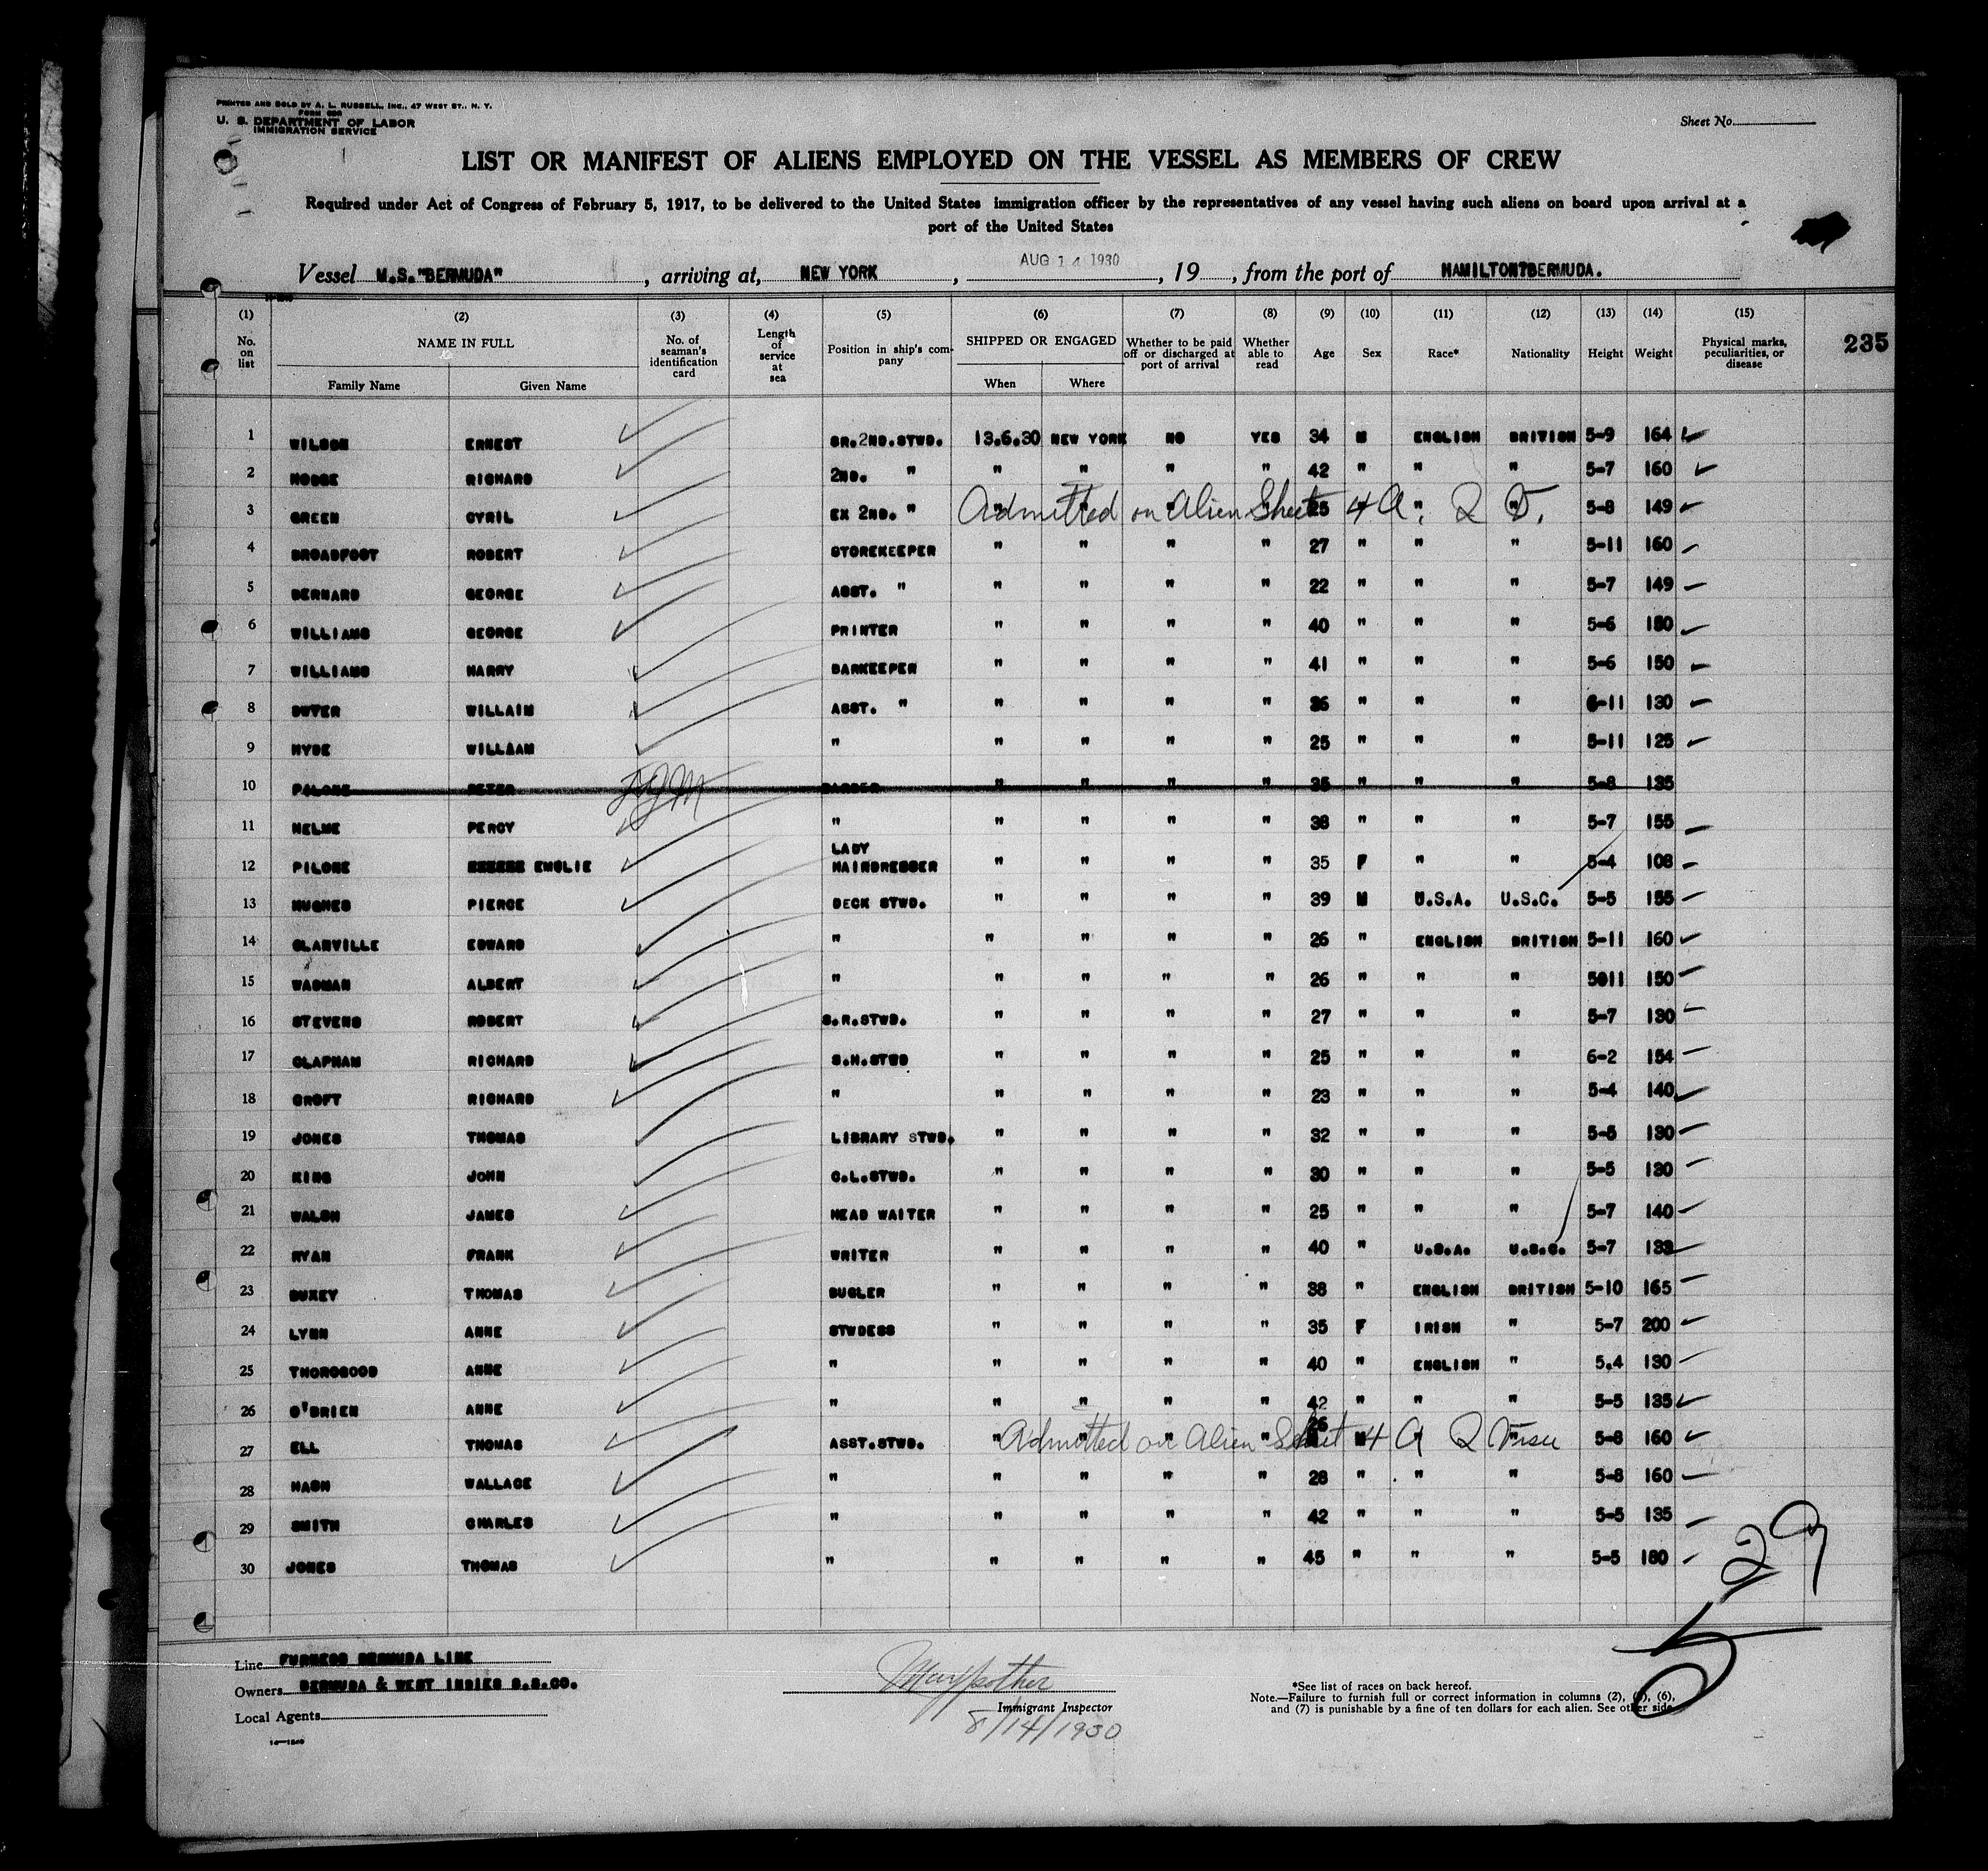 PRINTED AND SOLD BY A. L. RUSSELL, INC., 47 WEST ST., N. Y.
U. S. DEPARTMENT OF LABOR
IMMIGRATION SERVICE
Sheet No.
LIST OR MANIFEST OF ALIENS EMPLOYED ON THE VESSEL AS MEMBERS OF CREW
Required under Act of Congress of February 5, 1917, to be delivered to the United States immigration officer by the representatives of any vessel having such aliens on board upon arrival at a
port of the United States
Vessel M.S."BERMUDA" , arriving at, NEW YORK , AUG 14 1930 , 19 , from the port of HAMILTON?BERMUDA.
(1) (2) (3) (4) (5) (6) (7) (8) (9) (10) (11) (12) (13) (14) (15)
No. on list NAME IN FULL Family Name Given Name No. of seaman's identification card Length of service at sea Position in ship's company SHIPPED OR ENGAGED When Where Whether to be paid off or discharged at port of arrival Whether able to read Age Sex Race* Nationality Height Weight Physical marks, peculiarities, or disease
235
1 WILSON ERNEST SR.2ND.STWD. 13.6.30 NEW YORK NO YES 34 M ENGLISH BRITISH 5-9 164
2 HODGE RICHARD 2ND. " " " " " 42 " " " 5-7 160
3 GREEN CYRIL EX 2ND. " " " " 25 " " " 5-8 149
Admitted on Alien Sheet 4 A. Q V.
4 BROADFOOT ROBERT STOREKEEPER " " " " 27 " " " 5-11 160
5 BERNARD GEORGE ASST. " " " " " 22 " " " 5-7 149
6 WILLIAMS GEORGE PRINTER " " " " 40 " " " 5-6
7 WILLIAMS HARRY BARKEEPER " " " " 41 " " " 5-6 150
8 DWYER WILLAIM ASST. " " " " " " " " 130
9 HYDE WILLIAM " " " " " 25 " " " 5-11 125
10 PILONE PETER BARBER " " " " 35 " " " 5-8 135
11 HELME PERCY " " " " " 38 " " " 5-7 155
12 PILONE EMSLIE LADY HAIRDRESSER " " " " 35 F " " 5-4 108
13 HUGHES PIERCE DECK STWD. " " " " 39 M U.S.A. U.S.C. 5-5 155
14 GLANVILLE EDWARD " " " " " 26 " ENGLISH BRITISH 5-11 160
15 WADMAN ALBERT " " " " " 26 " " " 5011 150
16 STEVENS ROBERT S.R.STWD. " " " " 27 " " " 5-7 130
17 CLAPHAM RICHARD S.H.STWD " " " " 25 " " " 6-2 154
18 CROFT RICHARD " " " " " 23 " " " 5-4 140
19 JONES THOMAS LIBRARY STWD. " " " " 32 " " " 5-5 130
20 KING JOHN C.L.STWD. " " " " 30 " " " 5-5 130
21 WALSH JAMES HEAD WAITER " " " " 25 " " " 5-7 140
22 RYAN FRANK WRITER " " " " 40 " U.S.A. U.S.C. 5-7 133
23 DUXEY THOMAS BUGLER " " " " 38 " ENGLISH BRITISH 5-10 165
24 LYNN ANNE STWDESS " " " " 35 F IRISH " 5-7 200
25 THOROGOOD ANNE " " " " " 40 " ENGLISH " 5.4 130
26 O'BRIEN ANNE " " " " " 42 " " " 5-5 135
27 ELL THOMAS ASST.STWD. " " " 26 M " " 5-8 160
Admitted on Alien Sheet 4 A Q Visa
28 NASH WALLACE " " " " " 28 " " " 5-8 160
29 SMITH CHARLES " " " " " 42 " " " 5-5 135
30 JONES THOMAS " " " " " 45 " " " 5-5 160
29
Line FURNESS BERMUDA LINE
Owners BERMUDA & WEST INDIES S.S.CO.
Local Agents
Immigrant Inspector
8/14/1930
*See list of races on back hereof.
Note.—Failure to furnish full or correct information in columns (2), (5), (6),
and (7) is punishable by a fine of ten dollars for each alien. See other side.